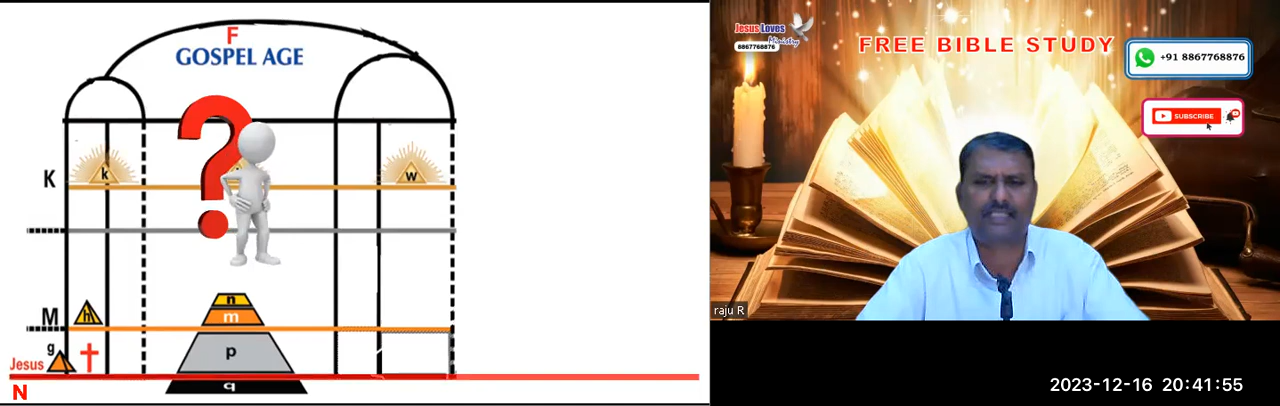 F
GOSPEL AGE
K
k
w
n
M
h
m
g
p
Jesus
N
q
Jesus Loves
Ministry
8867768876
FREE BIBLE STUDY
+91 8867768876
SUBSCRIBE
raju R
2023-12-16 20:41:55